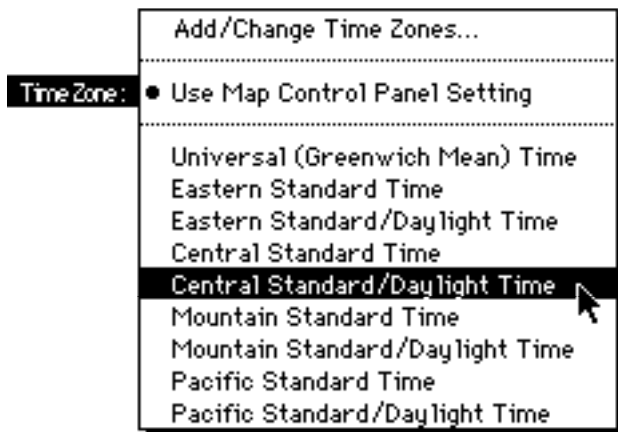 Add/Change Time Zones...
Time Zone: • Use Map Control Panel Setting
Universal (Greenwich Mean) Time
Eastern Standard Time
Eastern Standard/Daylight Time
Central Standard Time
Central Standard/Daylight Time
Mountain Standard Time
Mountain Standard/Daylight Time
Pacific Standard Time
Pacific Standard/Daylight Time